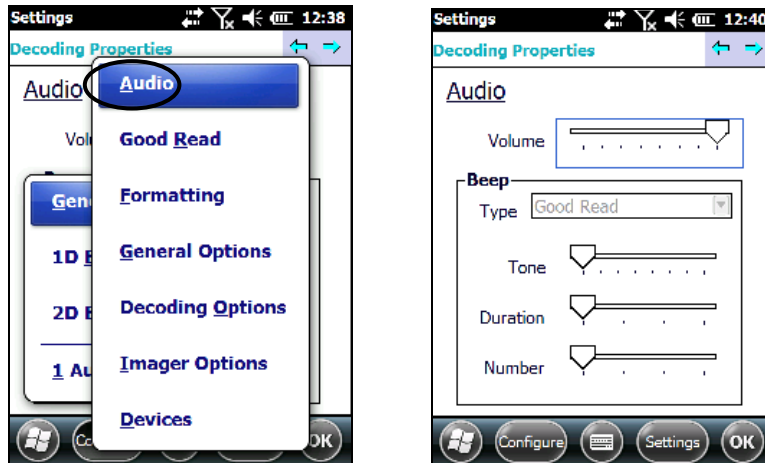 Settings 12:38
Decoding Properties
Audio
Audio
Good Read
Formatting
General Options
Decoding Options
Imager Options
Devices
Vol
Gen
1D E
2D E
1 Au
OK
Settings 12:40
Decoding Properties
Audio
Volume
Beep
Type Good Read
Tone
Duration
Number
Configure Settings OK